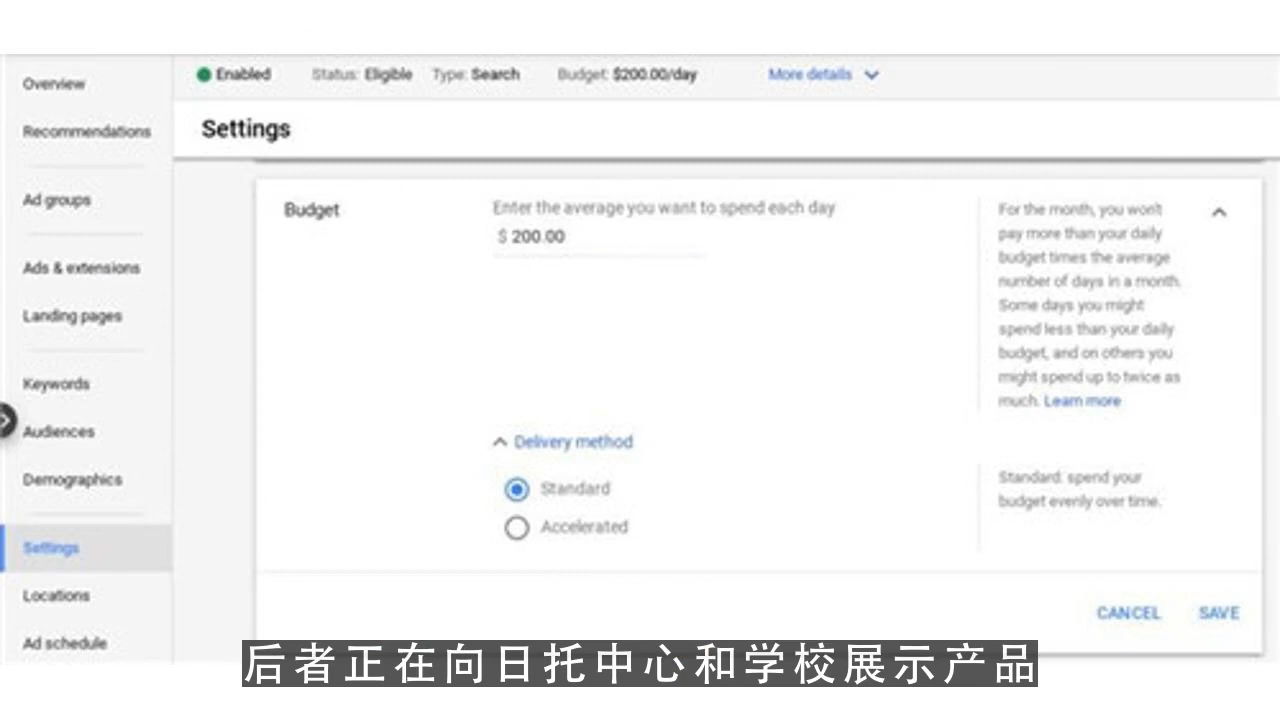 Overview
Recommendations
Ad groups
Ads & extensions
Landing pages
Keywords
Audiences
Demographics
Settings
Locations
Ad schedule
Enabled Status: Eligible Type: Search Budget: $200.00/day More details
Settings
Budget
Enter the average you want to spend each day
$ 200.00
For the month, you won't
pay more than your daily
budget times the average
number of days in a month.
Some days you might
spend less than your daily
budget, and on others you
might spend up to twice as
much. Learn more
Delivery method
Standard
Accelerated
Standard: spend your
budget evenly over time.
CANCEL SAVE
后者正在向日托中心和学校展示产品